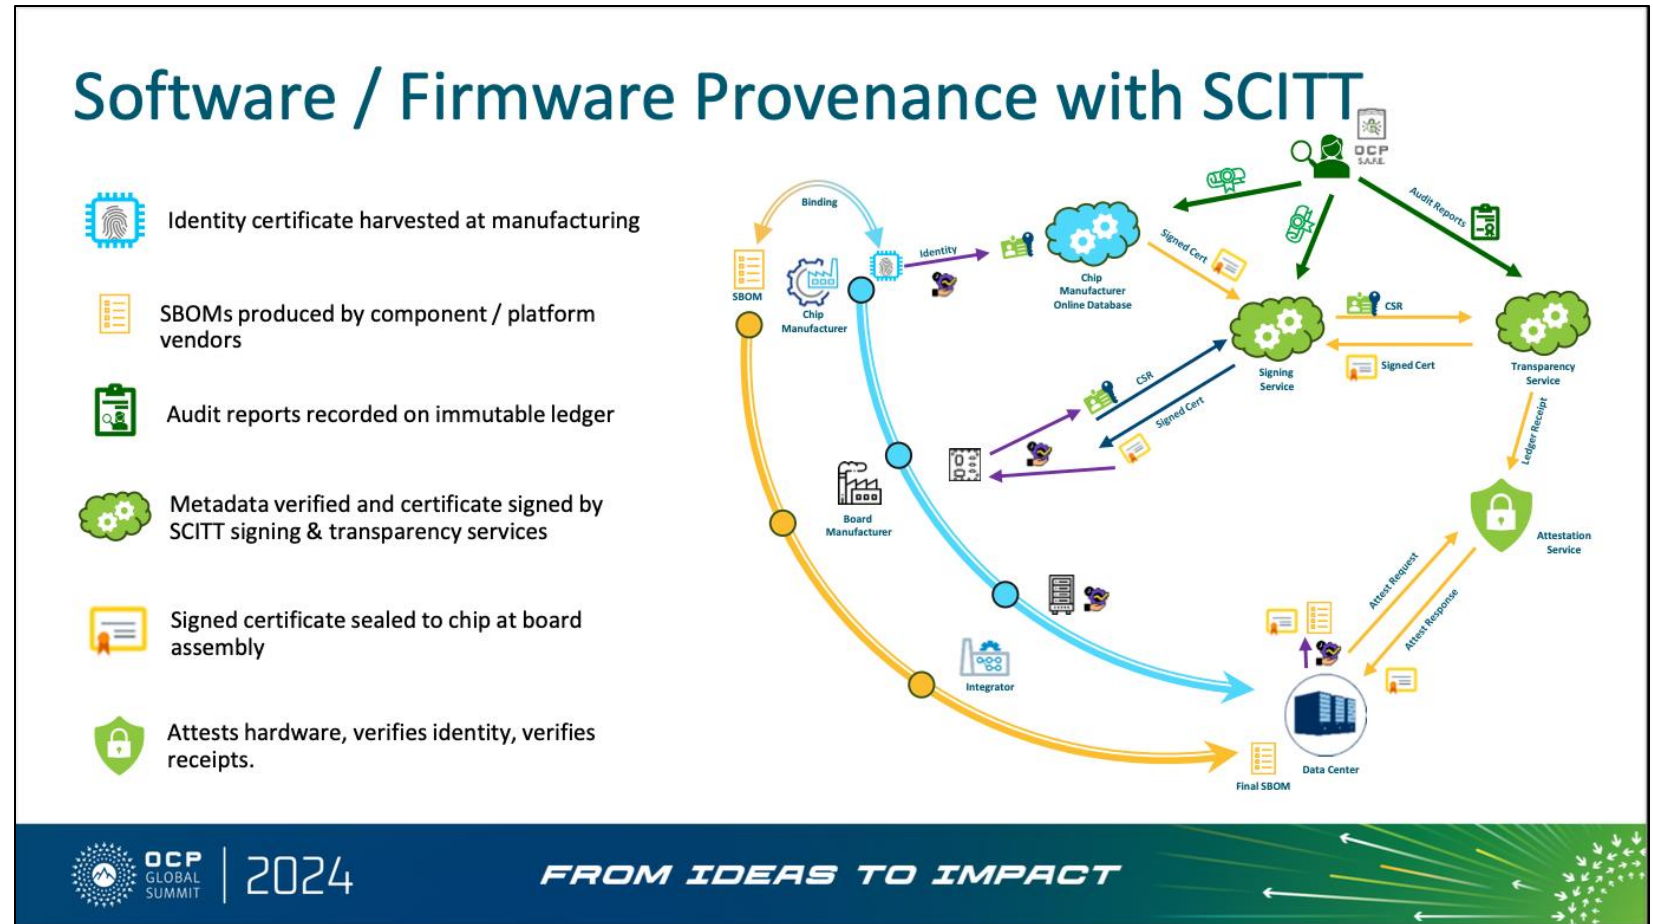 Software / Firmware Provenance with SCITT
OCP
S.A.F.E.
Identity certificate harvested at manufacturing
SBOMs produced by component / platform
vendors
Audit reports recorded on immutable ledger
Metadata verified and certificate signed by
SCITT signing & transparency services
Signed certificate sealed to chip at board
assembly
Attests hardware, verifies identity, verifies
receipts.
Binding
SBOM
Chip
Manufacturer
Identity
Chip
Manufacturer
Online Database
Audit Reports
Signed Cert
Signing
Service
CSR
Signed Cert
Transparency
Service
CSR
Signed Cert
Ledger Receipt
Board
Manufacturer
Attestation
Service
Attest Request
Attest Response
Integrator
Data Center
Final SBOM
OCP
GLOBAL
SUMMIT
2024
FROM IDEAS TO IMPACT